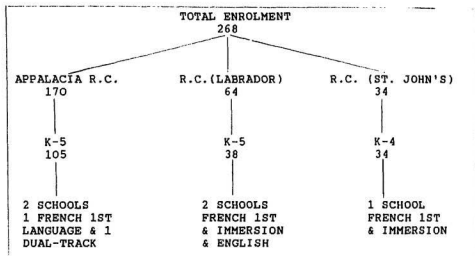 TOTAL ENROLMENT
268
APPALACIA R.C. R.C.(LABRADOR) R.C. (ST. JOHN'S)
170 64 34
K-5 K-5 K-4
105 38 34
2 SCHOOLS 2 SCHOOLS 1 SCHOOL
1 FRENCH 1ST FRENCH 1ST FRENCH 1ST
LANGUAGE & 1 & IMMERSION & IMMERSION
DUAL-TRACK & ENGLISH